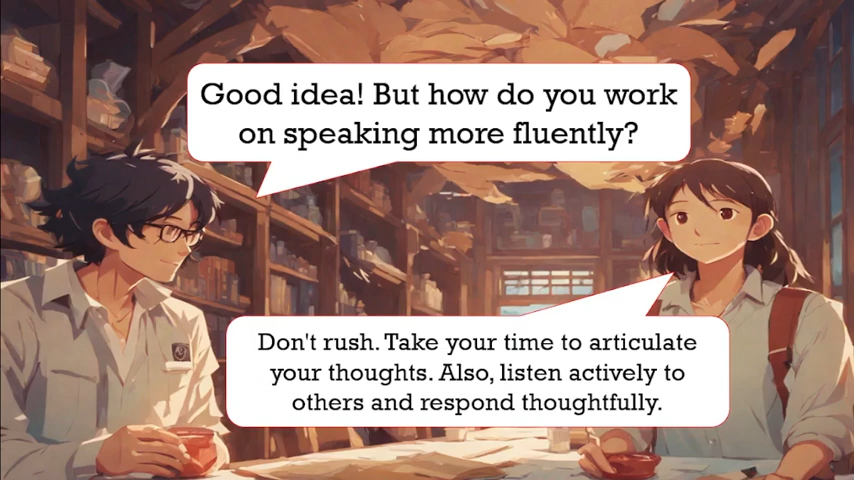 Good idea! But how do you work
on speaking more fluently?
Don't rush. Take your time to articulate
your thoughts. Also, listen actively to
others and respond thoughtfully.